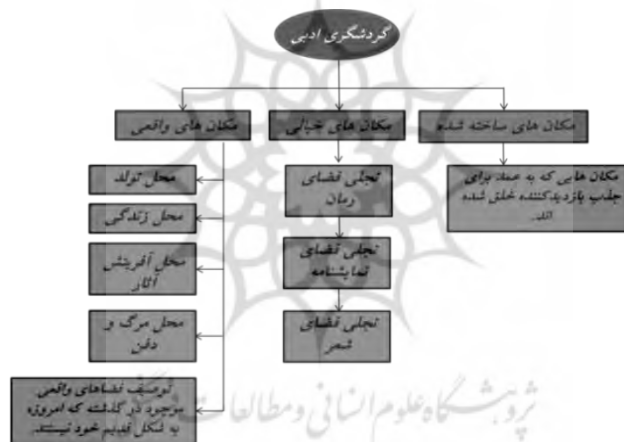 گردشگری ادبی
مکان های ساخته شده
مکان های خیالی
مکان های واقعی
مکان هایی که به عمد برای
جذب بازدیدکننده خلق شده
اند.
تجلی فضای
رمان
تجلی فضای
نمایشنامه
تجلی فضای
شعر
محل تولد
محل زندگی
محل آفرینش
آثار
محل مرگ و
دفن
توصیف فضاهای واقعی
موجود در گذشته که امروزه
به شکل قدیم خود نیستند.
پژوهشگاه علوم انسانی و مطالعات